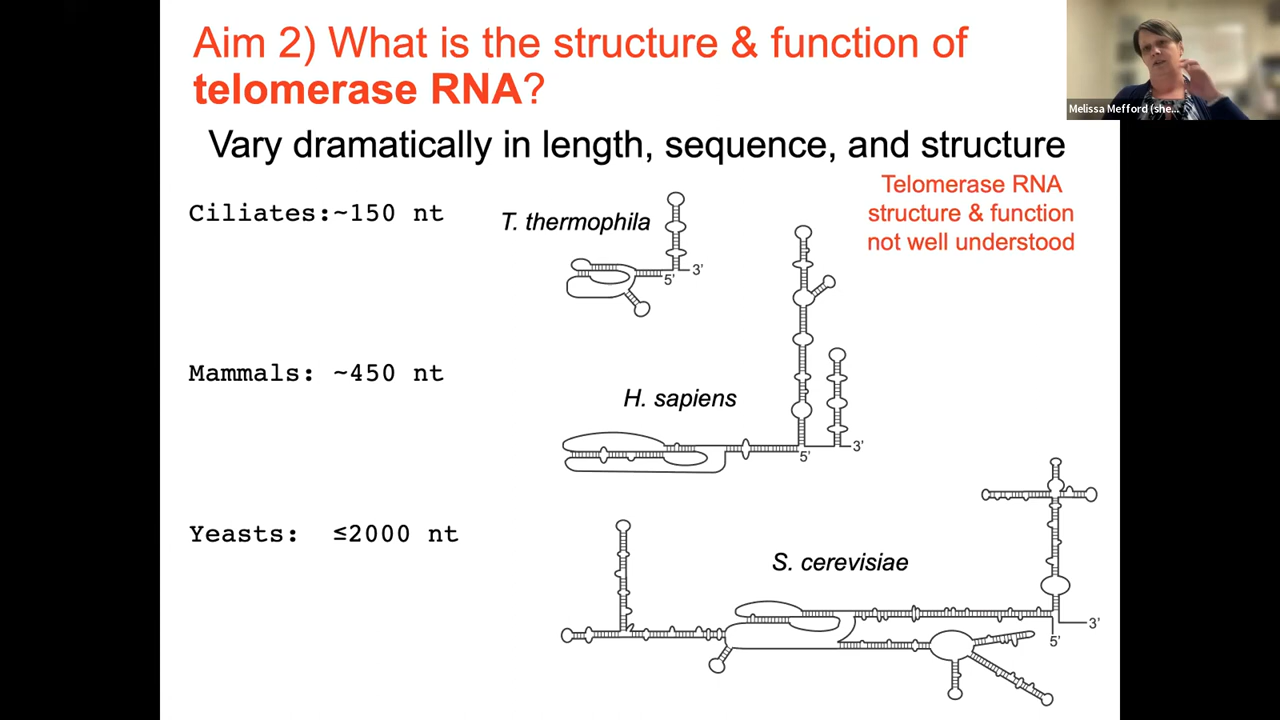 Aim 2) What is the structure & function of
telomerase RNA?
Vary dramatically in length, sequence, and structure
Telomerase RNA
structure & function
not well understood
Ciliates:~150 nt
T. thermophila
3’
5’
Mammals: ~450 nt
H. sapiens
3’
5’
Yeasts: ≤2000 nt
S. cerevisiae
3’
5’
Melissa Mefford (she...